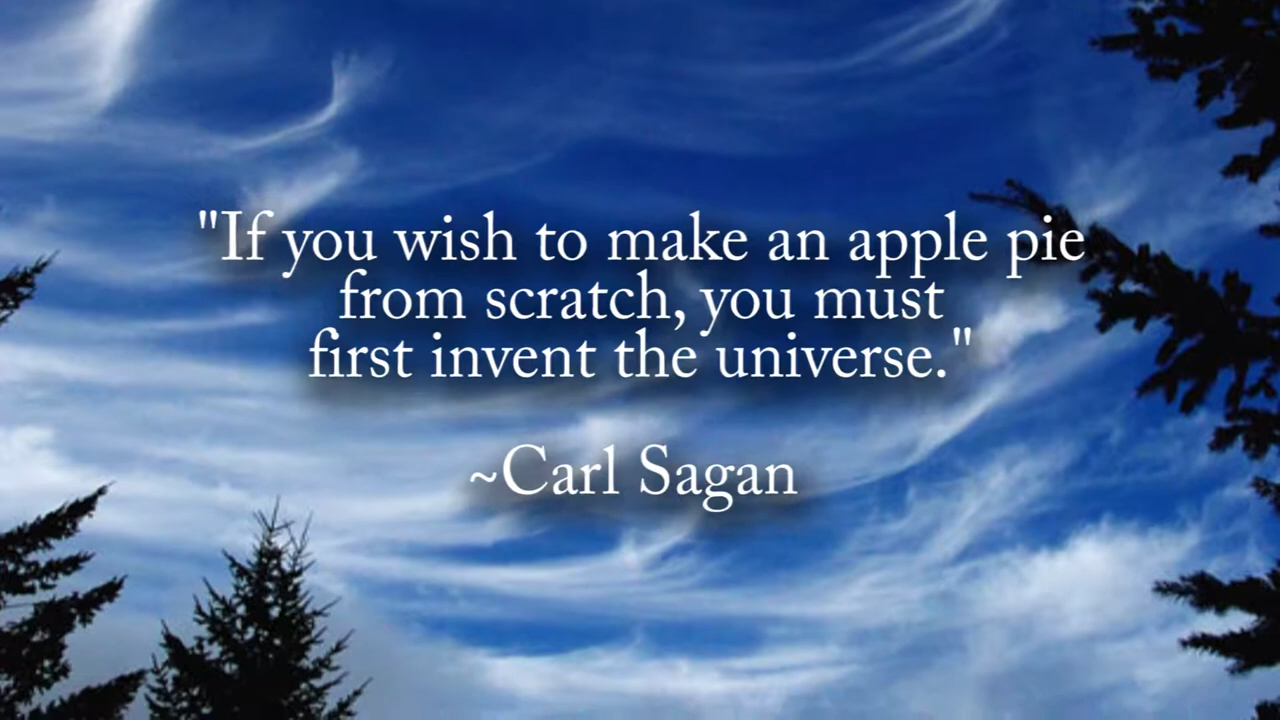 "If you wish to make an apple pie
from scratch, you must
first invent the universe."
~Carl Sagan